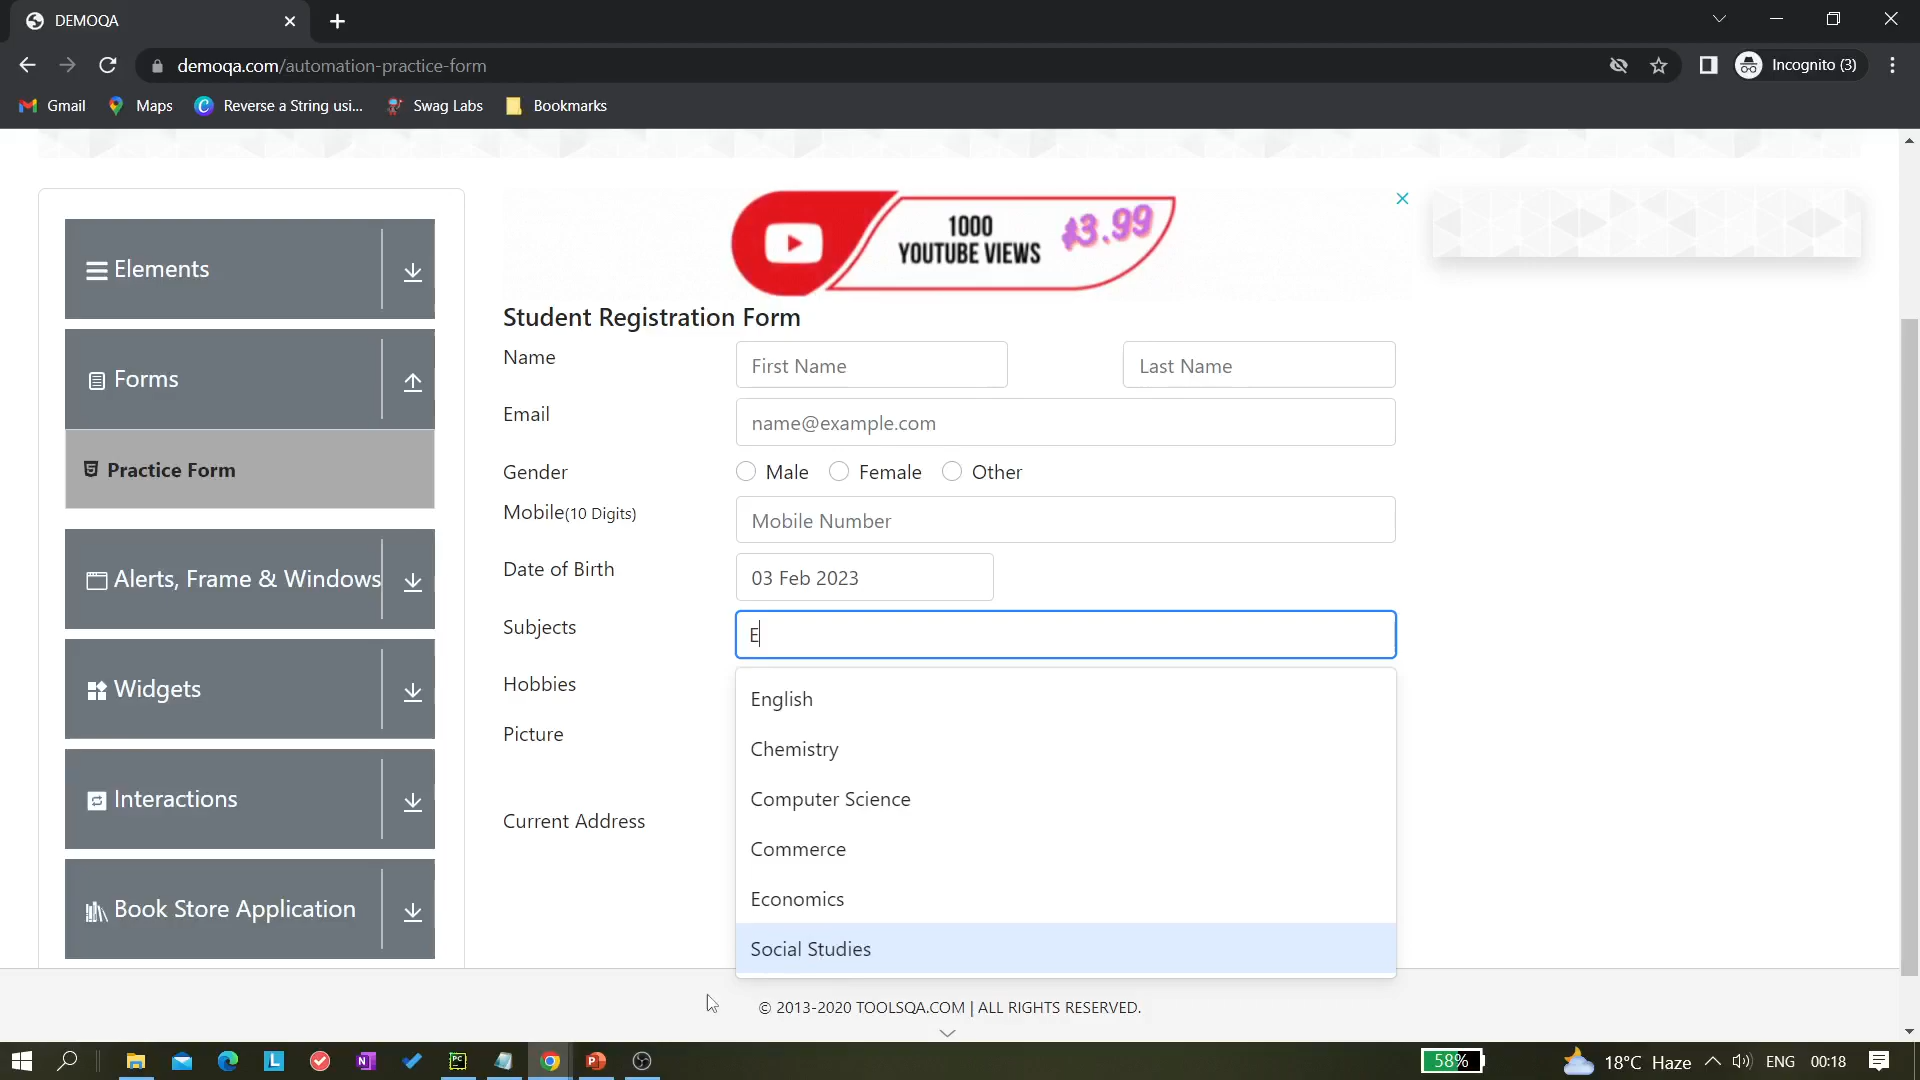 DEMOQA
demoqa.com/automation-practice-form
Incognito (3)
Gmail
Maps
Reverse a String usi...
Swag Labs
Bookmarks
1000
YOUTUBE VIEWS
$3.99
Elements
Forms
Practice Form
Alerts, Frame & Windows
Widgets
Interactions
Book Store Application
Student Registration Form
Name
First Name
Last Name
Email
name@example.com
Gender
Male
Female
Other
Mobile(10 Digits)
Mobile Number
Date of Birth
03 Feb 2023
Subjects
E
Hobbies
Picture
Current Address
English
Chemistry
Computer Science
Commerce
Economics
Social Studies
© 2013-2020 TOOLSQA.COM | ALL RIGHTS RESERVED.
58%
18°C Haze
ENG
00:18